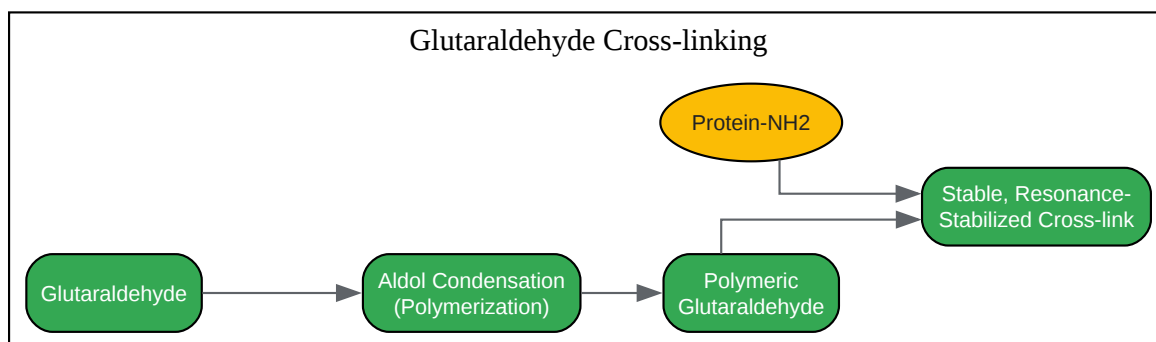 Glutaraldehyde Cross-linking
Protein-NH2
Stable, Resonance-
Stabilized Cross-link
Glutaraldehyde
Aldol Condensation
(Polymerization)
Polymeric
Glutaraldehyde